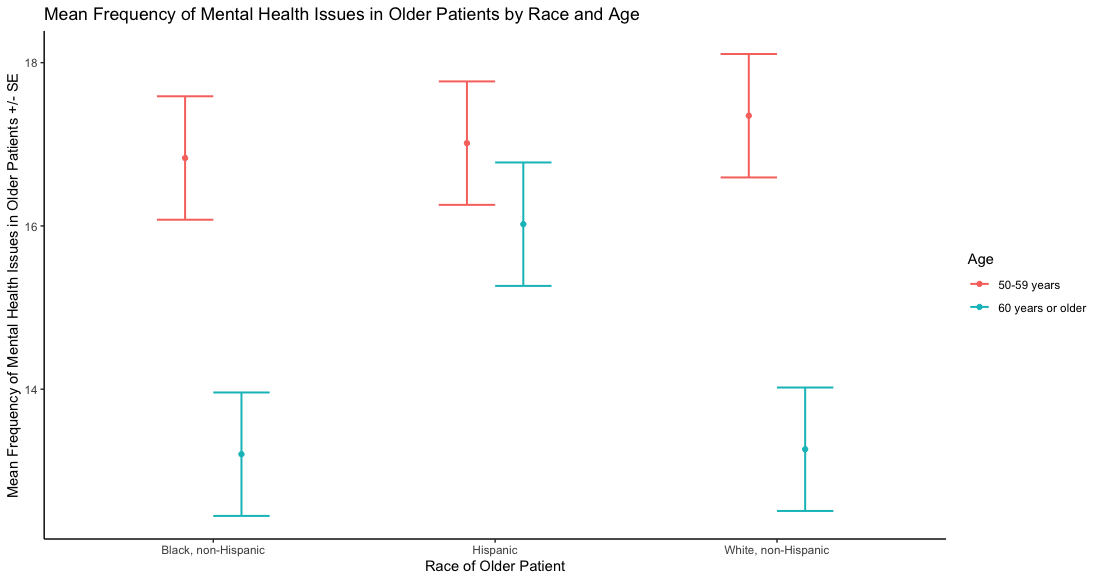 Mean Frequency of Mental Health Issues in Older Patients by Race and Age
Mean Frequency of Mental Health Issues in Older Patients +/- SE
18
16
14
Black, non-Hispanic
Hispanic
White, non-Hispanic
Race of Older Patient
Age
50-59 years
60 years or older